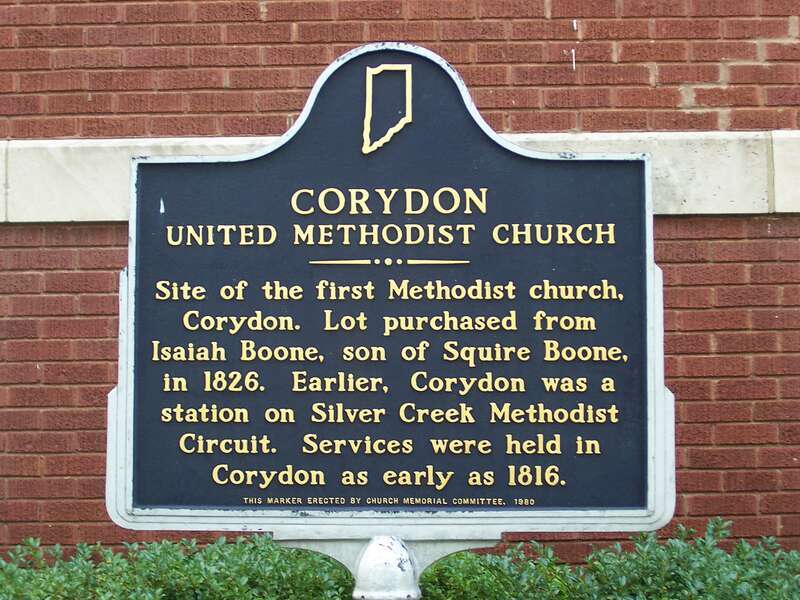 CORYDON
UNITED METHODIST CHURCH
Site of the first Methodist church,
Corydon. Lot purchased from
Isaiah Boone, son of Squire Boone,
in 1826. Earlier, Corydon was a
station on Silver Creek Methodist
Circuit. Services were held in
Corydon as early as 1816.
THIS MARKER ERECTED BY CHURCH MEMORIAL COMMITTEE, 1980